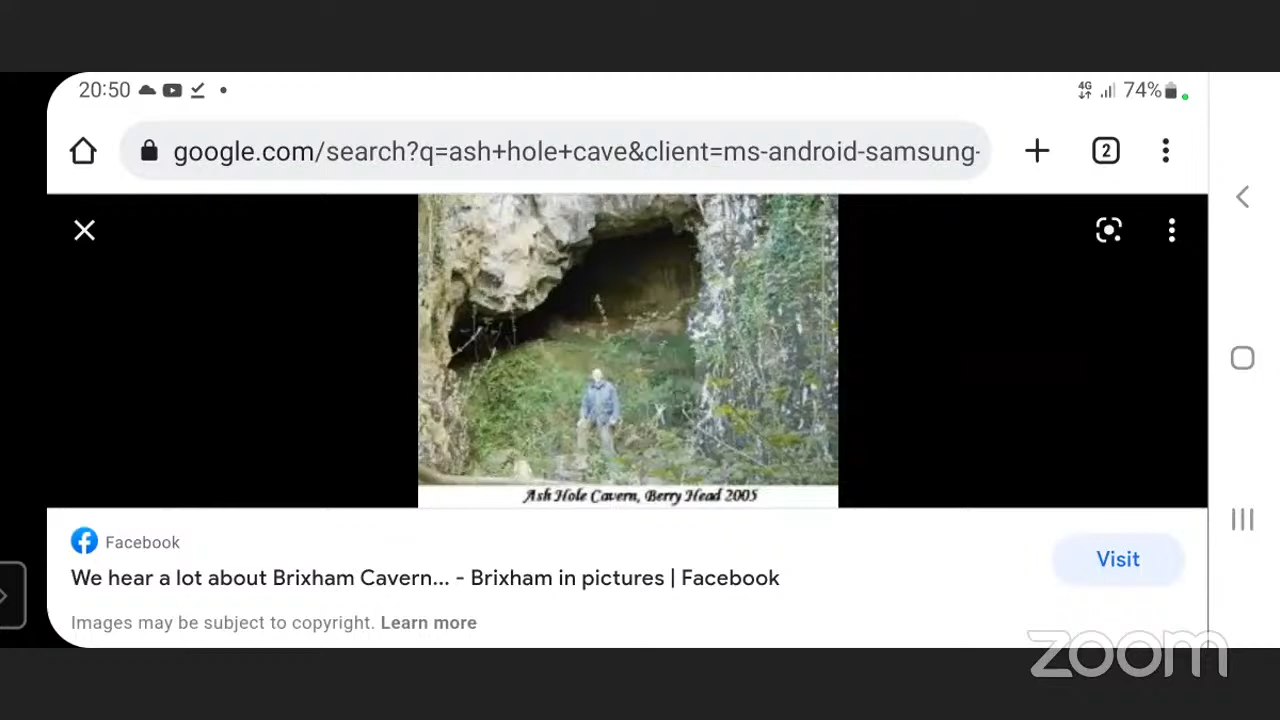 20:50
4G
74%
google.com/search?q=ash+hole+cave&client=ms-android-samsung-
2
Ash Hole Cavern, Berry Head 2005
Facebook
We hear a lot about Brixham Cavern... - Brixham in pictures | Facebook
Visit
Images may be subject to copyright. Learn more
zoom